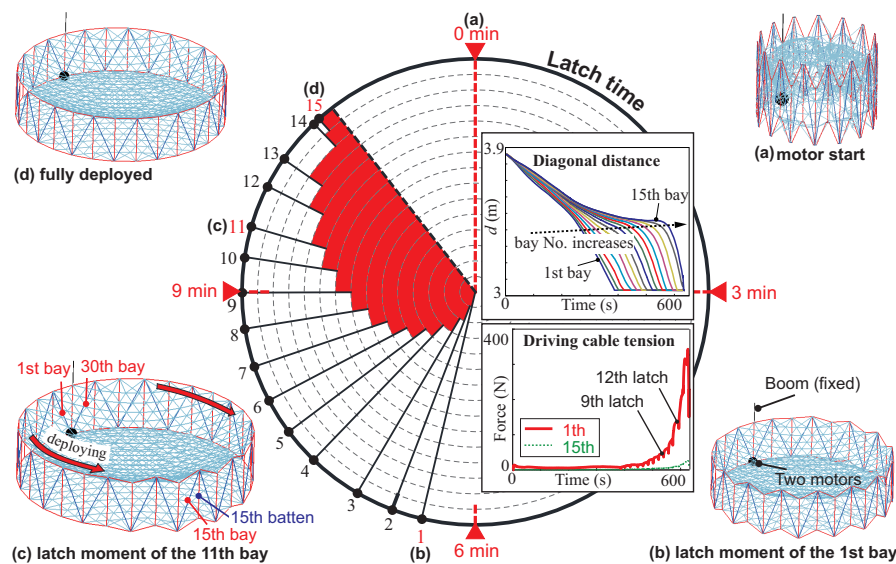 (a)
0 min
Latch time
(d)
15
14
13
12
(c)
11
10
9 min
9
8
7
6
5
4
3
2
1
(b)
6 min
3 min
(d) fully deployed
(a) motor start
3.9
Diagonal distance
15th bay
d (m)
bay No. increases
1st bay
3
0
Time (s)
600
400
Driving cable tension
12th latch
9th latch
Force (N)
1th
15th
0
Time (s)
600
1st bay
30th bay
deploying
15th batten
15th bay
(c) latch moment of the 11th bay
Boom (fixed)
Two motors
(b) latch moment of the 1st bay